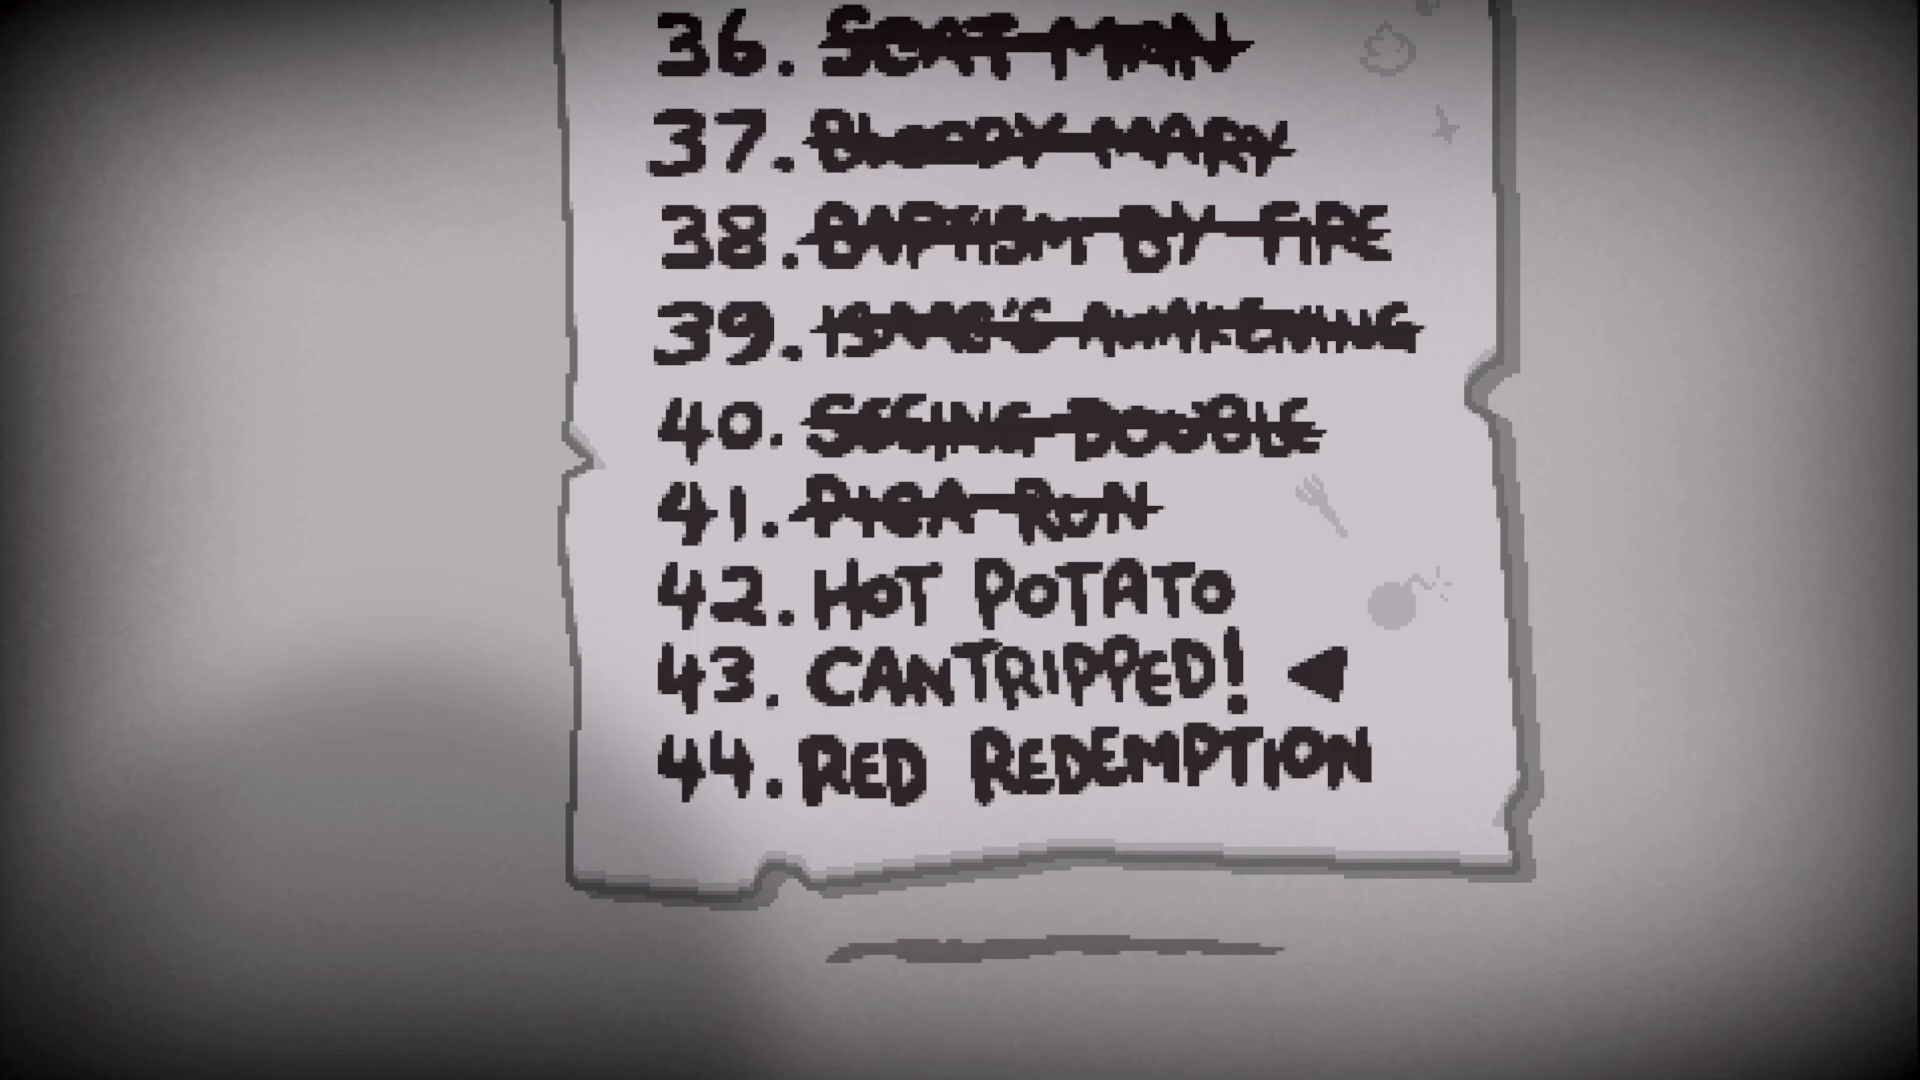 36. SCAT MAN
37. BLOODY MARY
38. BAPTISM BY FIRE
39. ISAAC'S AWAKENING
40. SEEING DOUBLE
41. PICA RUN
42. HOT POTATO
43. CANTRIPPED!
44. RED REDEMPTION